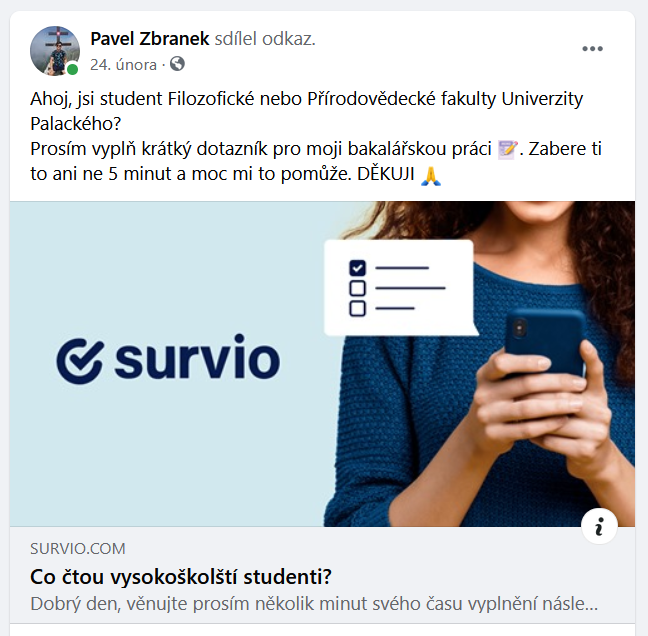 Pavel Zbranek sdílel odkaz.
24. února ·
Ahoj, jsi student Filozofické nebo Přírodovědecké fakulty Univerzity
Palackého?
Prosím vyplň krátký dotazník pro moji bakalářskou práci 📝. Zabere ti
to ani ne 5 minut a moc mi to pomůže. DĚKUJI 🙏
survio
i
SURVIO.COM
Co čtou vysokoškolští studenti?
Dobrý den, věnujte prosím několik minut svého času vyplnění násle...